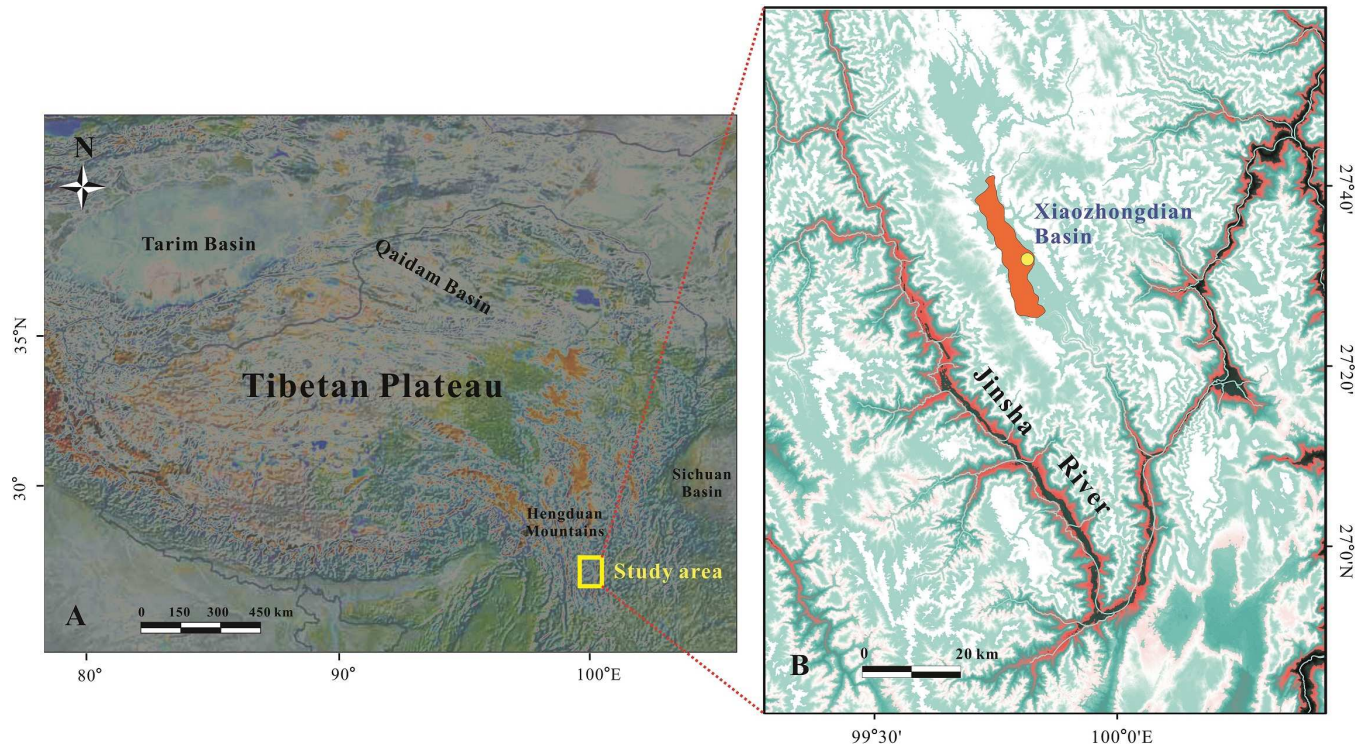 N
Tarim Basin
Qaidam Basin
35°N
Tibetan Plateau
30°
Sichuan
Basin
Hengduan
Mountains
Study area
A
0 150 300 450 km
80° 90° 100°E
Xiaozhongdian
Basin
Jinsha
River
27°40'
27°20'
27°0'N
B
0 20 km
99°30' 100°0'E